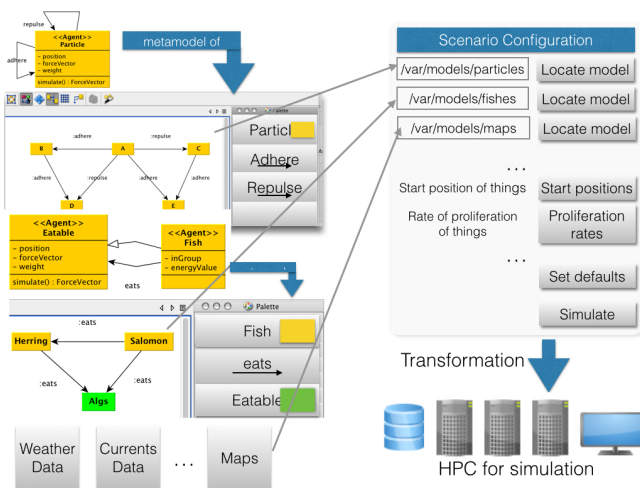 repulse
adhere
<<Agent>>
Particle
– position
– forceVector
– weight
simulate() : ForceVector
metamodel of
Palette
Particl
Adhere
Repulse
:adhere
:repulse
B
A
C
:adhere
:repulse
:adhere
:adhere
D
E
<<Agent>>
Eatable
– position
– forceVector
– weight
simulate() : ForceVector
eats
<<Agent>>
Fish
– inGroup
– energyValue
Palette
Fish
eats
Eatable
:eats
Herring
Salomon
:eats
:eats
Algs
Weather
Data
Currents
Data
...
Maps
Scenario Configuration
/var/models/particles
Locate model
/var/models/fishes
Locate model
/var/models/maps
Locate model
...
Start position of things
Start positions
Rate of proliferation
of things
Proliferation
rates
...
Set defaults
Simulate
Transformation
HPC for simulation